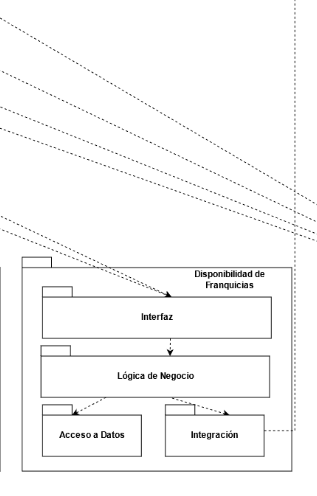 Disponibilidad de
Franquicias
Interfaz
Lógica de Negocio
Acceso a Datos
Integración